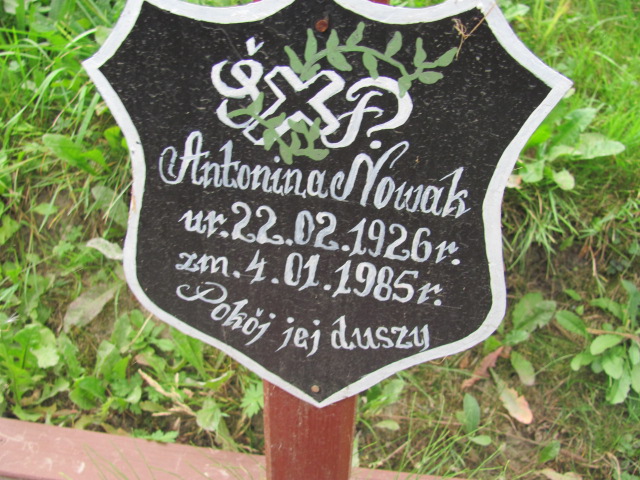 Ś P.
Antonina Nowak
ur. 22.02.1926 r.
zm. 4.01.1985 r.
Pokój jej duszy